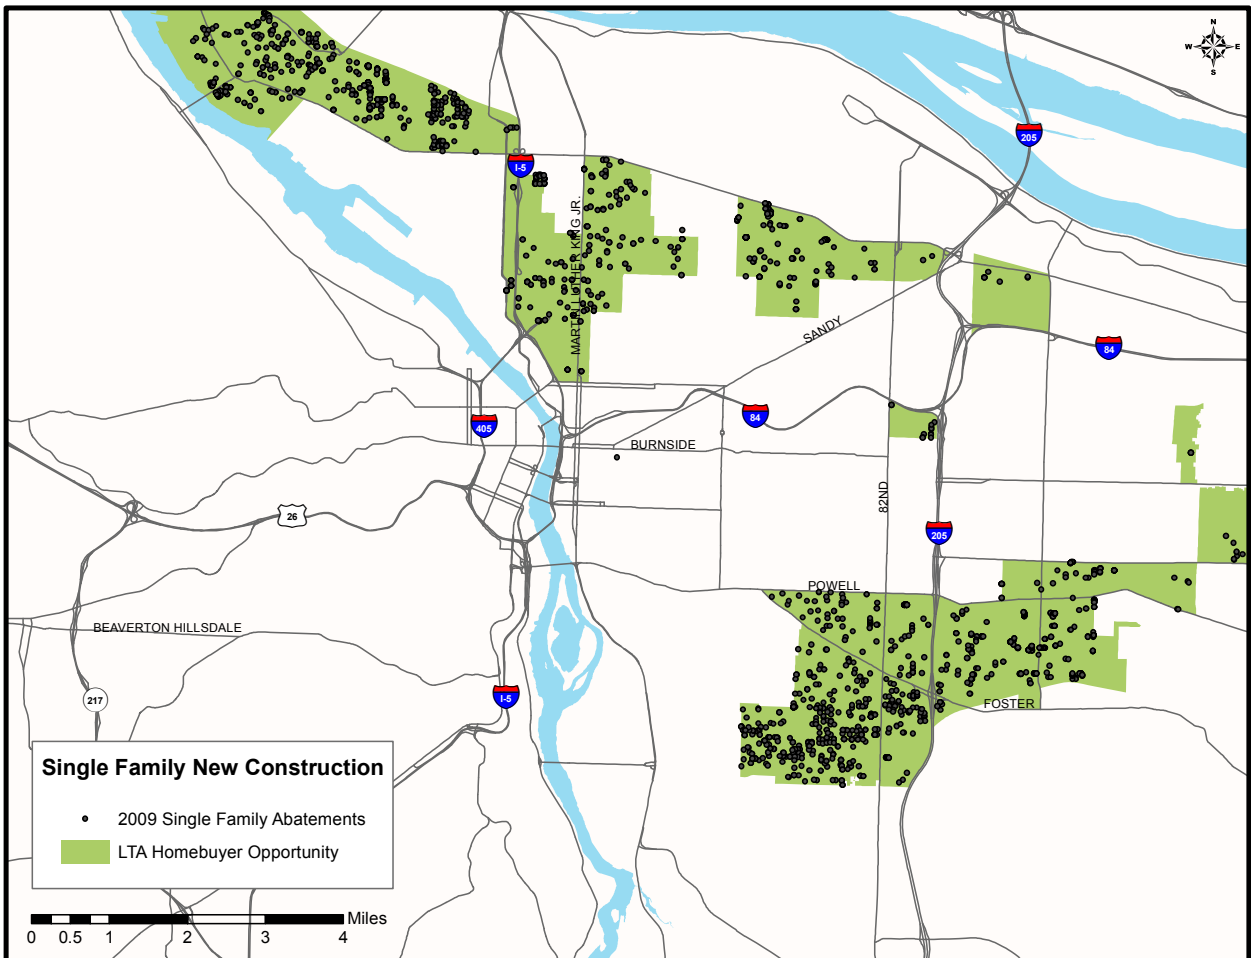 N
W E
S
205
I-5
MARTIN LUTHER KING JR.
SANDY
84
84
405
BURNSIDE
82ND
26
205
POWELL
BEAVERTON HILLSDALE
217
I-5
FOSTER
Single Family New Construction
2009 Single Family Abatements
LTA Homebuyer Opportunity
Miles
0 0.5 1 2 3 4